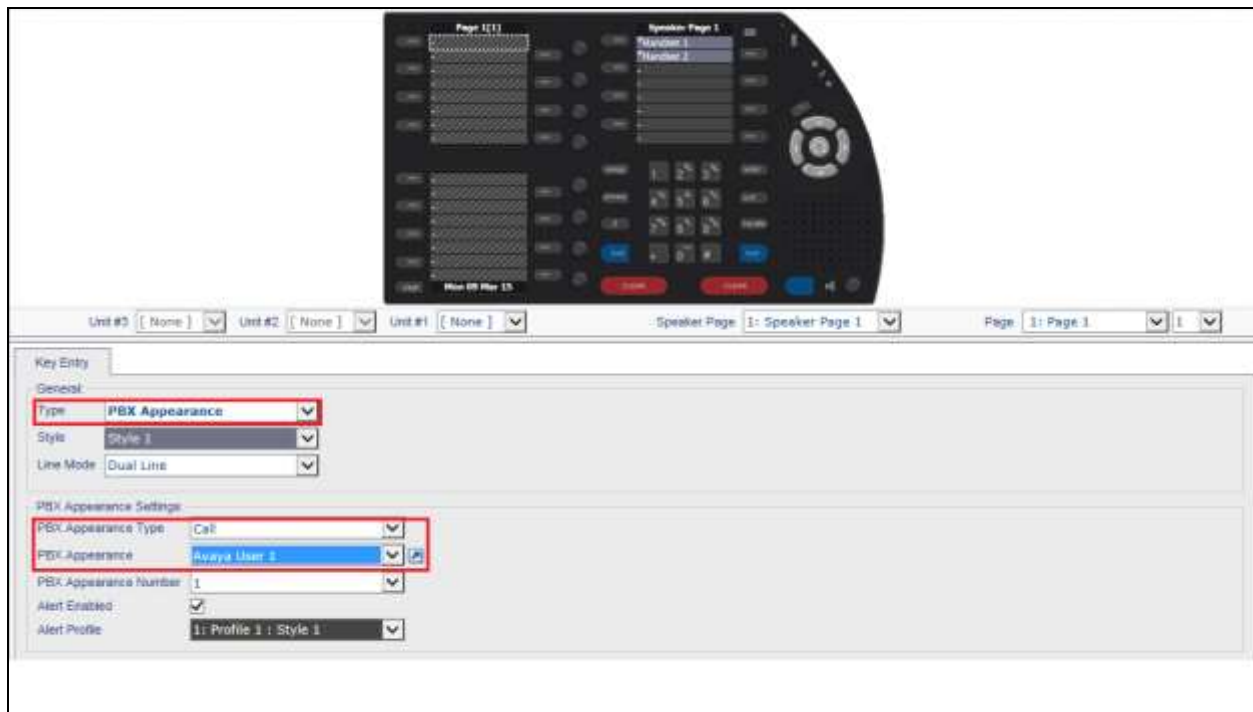 Page 1[1]
Speaker Page 1
Handset 1
Handset 2
1
CLEAR
CLEAR
Mon 09 Mar 15
Unit #3 [ None ] Unit #2 [ None ] Unit #1 [ None ] Speaker Page 1: Speaker Page 1 Page 1: Page 1 1
Key Entry
General
Type PBX Appearance
Style Style 1
Line Mode Dual Line
PBX Appearance Settings
PBX Appearance Type Call
PBX Appearance Avaya User 1
PBX Appearance Number 1
Alert Enabled
Alert Profile 1: Profile 1 : Style 1